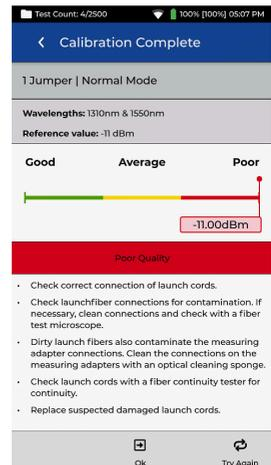 Test Count: 4/2500 100% [100%] 05:07 PM
Calibration Complete
1 Jumper | Normal Mode
Wavelengths: 1310nm & 1550nm
Reference value: -11 dBm
Good Average Poor
-11.00dBm
Poor Quality
• Check correct connection of launch cords.
• Check launchfiber connections for contamination. If
necessary, clean connections and check with a fiber
test microscope.
• Dirty launch fibers also contaminate the measuring
adapter connections. Clean the connections on the
measuring adapters with an optical cleaning sponge.
• Check launch cords with a fiber continuity tester for
continuity.
• Replace suspected damaged launch cords.
Ok Try Again